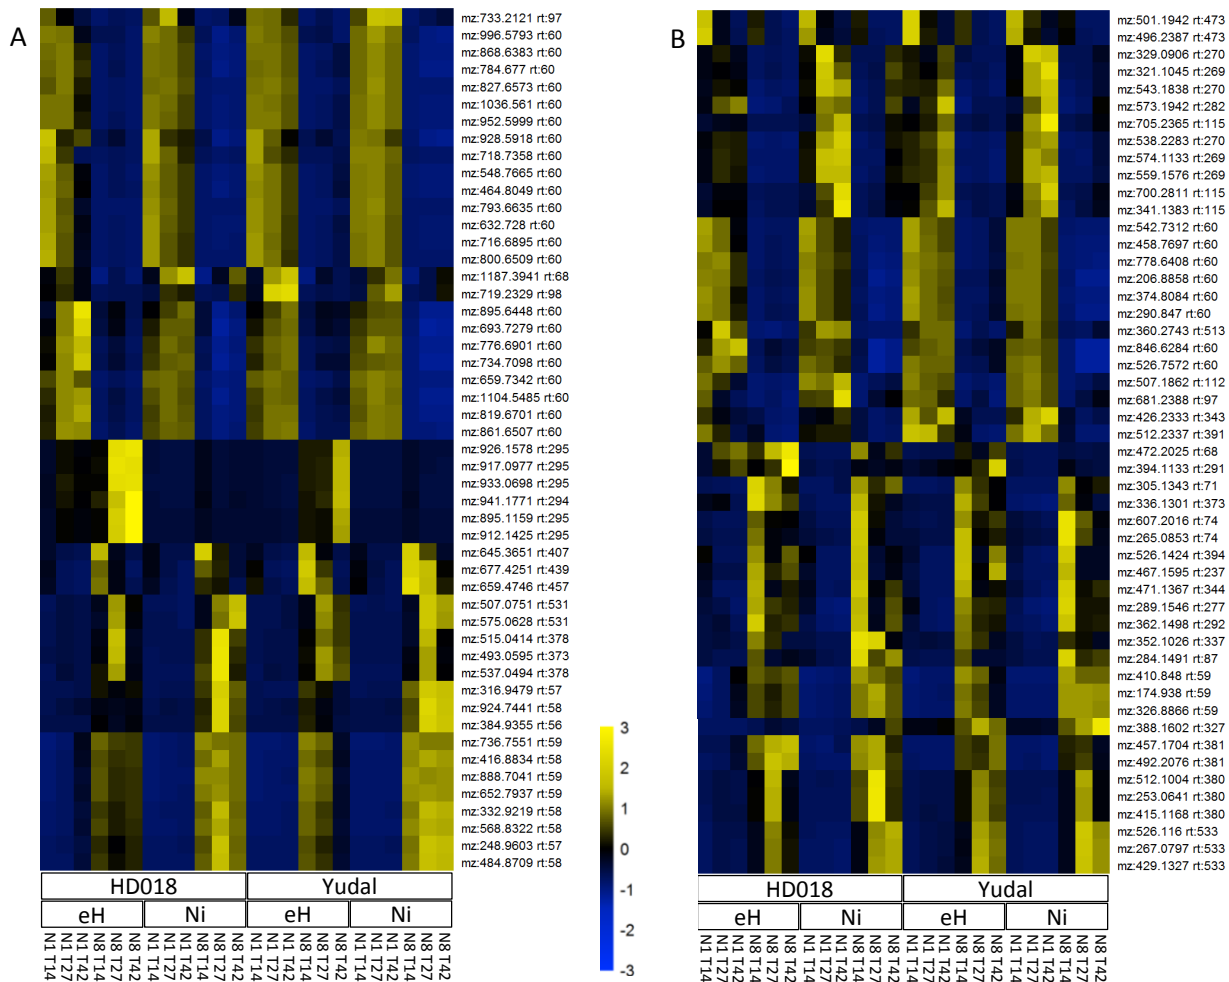 A
mz:733.2121 rt:97
mz:996.5793 rt:60
mz:868.6383 rt:60
mz:784.677 rt:60
mz:827.6573 rt:60
mz:1036.561 rt:60
mz:952.5999 rt:60
mz:928.5918 rt:60
mz:718.7358 rt:60
mz:548.7665 rt:60
mz:464.8049 rt:60
mz:793.6635 rt:60
mz:632.728 rt:60
mz:716.6895 rt:60
mz:800.6509 rt:60
mz:1187.3941 rt:68
mz:719.2329 rt:98
mz:895.6448 rt:60
mz:693.7279 rt:60
mz:776.6901 rt:60
mz:734.7098 rt:60
mz:659.7342 rt:60
mz:1104.5485 rt:60
mz:819.6701 rt:60
mz:861.6507 rt:60
mz:926.1578 rt:295
mz:917.0977 rt:295
mz:933.0698 rt:295
mz:941.1771 rt:294
mz:895.1159 rt:295
mz:912.1425 rt:295
mz:645.3651 rt:407
mz:677.4251 rt:439
mz:659.4746 rt:457
mz:507.0751 rt:531
mz:575.0628 rt:531
mz:515.0414 rt:378
mz:493.0595 rt:373
mz:537.0494 rt:378
mz:316.9479 rt:57
mz:924.7441 rt:58
mz:384.9355 rt:56
mz:736.7551 rt:59
mz:416.8834 rt:58
mz:888.7041 rt:59
mz:652.7937 rt:59
mz:332.9219 rt:58
mz:568.8322 rt:58
mz:248.9603 rt:57
mz:484.8709 rt:58
HD018 Yudal
eH Ni eH Ni
N1 T14 N1 T27 N1 T42 N8 T14 N8 T27 N8 T42 N1 T14 N1 T27 N1 T42 N8 T14 N8 T27 N8 T42 N1 T14 N1 T27 N1 T42 N8 T14 N8 T27 N8 T42 N1 T14 N1 T27 N1 T42 N8 T14 N8 T27 N8 T42
3
2
1
0
-1
-2
-3
B
mz:501.1942 rt:473
mz:496.2387 rt:473
mz:329.0906 rt:270
mz:321.1045 rt:269
mz:543.1838 rt:270
mz:573.1942 rt:282
mz:705.2365 rt:115
mz:538.2283 rt:270
mz:574.1133 rt:269
mz:559.1576 rt:269
mz:700.2811 rt:115
mz:341.1383 rt:115
mz:542.7312 rt:60
mz:458.7697 rt:60
mz:778.6408 rt:60
mz:206.8858 rt:60
mz:374.8084 rt:60
mz:290.847 rt:60
mz:360.2743 rt:513
mz:846.6284 rt:60
mz:526.7572 rt:60
mz:507.1862 rt:112
mz:681.2388 rt:97
mz:426.2333 rt:343
mz:512.2337 rt:391
mz:472.2025 rt:68
mz:394.1133 rt:291
mz:305.1343 rt:71
mz:336.1301 rt:373
mz:607.2016 rt:74
mz:265.0853 rt:74
mz:526.1424 rt:394
mz:467.1595 rt:237
mz:471.1367 rt:344
mz:289.1546 rt:277
mz:362.1498 rt:292
mz:352.1026 rt:337
mz:284.1491 rt:87
mz:410.848 rt:59
mz:174.938 rt:59
mz:326.8866 rt:59
mz:388.1602 rt:327
mz:457.1704 rt:381
mz:492.2076 rt:381
mz:512.1004 rt:380
mz:253.0641 rt:380
mz:415.1168 rt:380
mz:526.116 rt:533
mz:267.0797 rt:533
mz:429.1327 rt:533
HD018 Yudal
eH Ni eH Ni
N1 T14 N1 T27 N1 T42 N8 T14 N8 T27 N8 T42 N1 T14 N1 T27 N1 T42 N8 T14 N8 T27 N8 T42 N1 T14 N1 T27 N1 T42 N8 T14 N8 T27 N8 T42 N1 T14 N1 T27 N1 T42 N8 T14 N8 T27 N8 T42